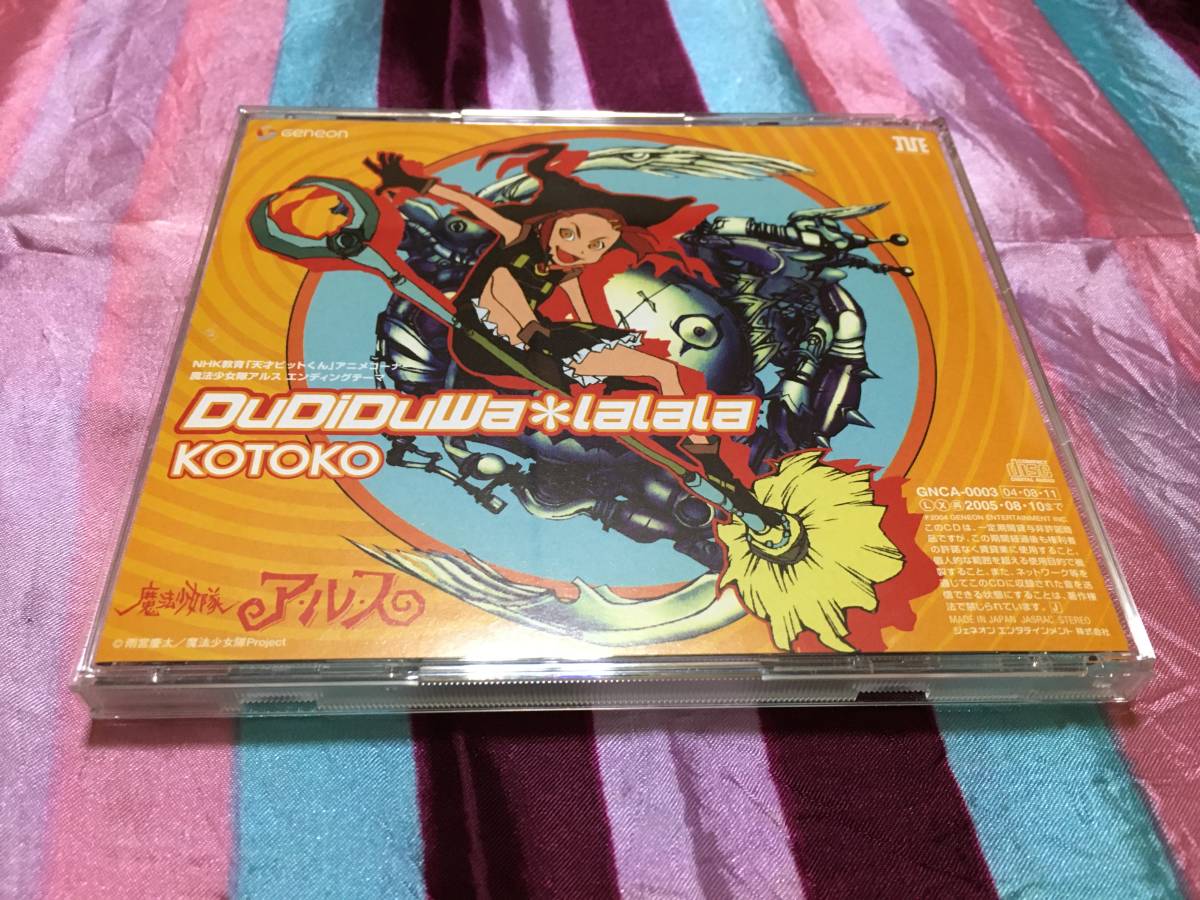 Geneon
NHK教育「天才ビットくん」アニメコーナー
魔法少女隊アルス エンディングテーマ
DuDiDuWa*lalala
KOTOKO
魔法少女隊
ア・ル・ス
©雨宮慶太/魔法少女隊Project
disc
DIGITAL AUDIO
GNCA-0003 04・08・11
Ⓛ Ⓧ 再 2005・08・10まで
℗2004 GENEON ENTERTAINMENT INC.
このCDは、一定期間貸与非許諾商
品ですが、この期間経過後も権利者
の許諾なく賃貸業に使用すること、
個人的な範囲を超える使用目的で複
製すること、また、ネットワーク等を
通じてこのCDに収録された音を送
信できる状態にすることは、著作権
法で禁じられています。 J
MADE IN JAPAN JASRAC STEREO
ジェネオン エンタテインメント 株式会社